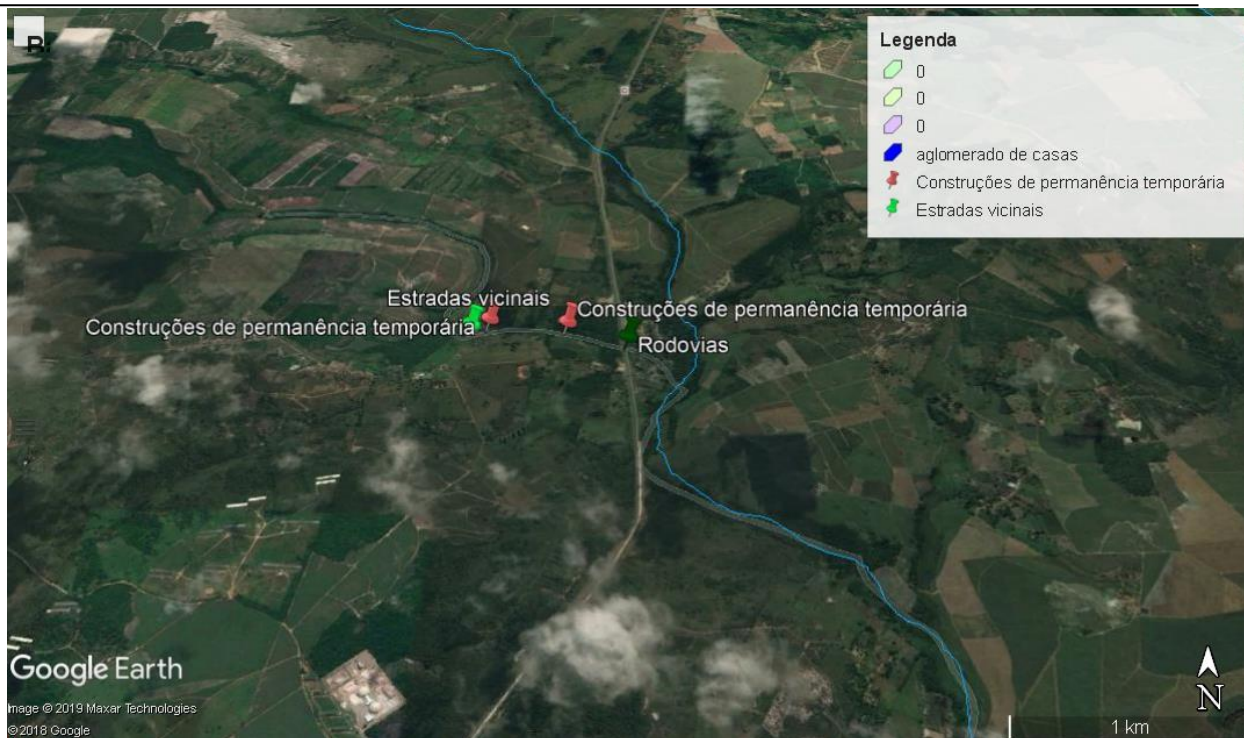 Legenda
0
0
0
aglomerado de casas
Construções de permanência temporária
Estradas vicinais
Estradas vicinais
Construções de permanência temporária
Construções de permanência temporária
Rodovias
Google Earth
Image © 2019 Maxar Technologies
© 2018 Google
N
1 km